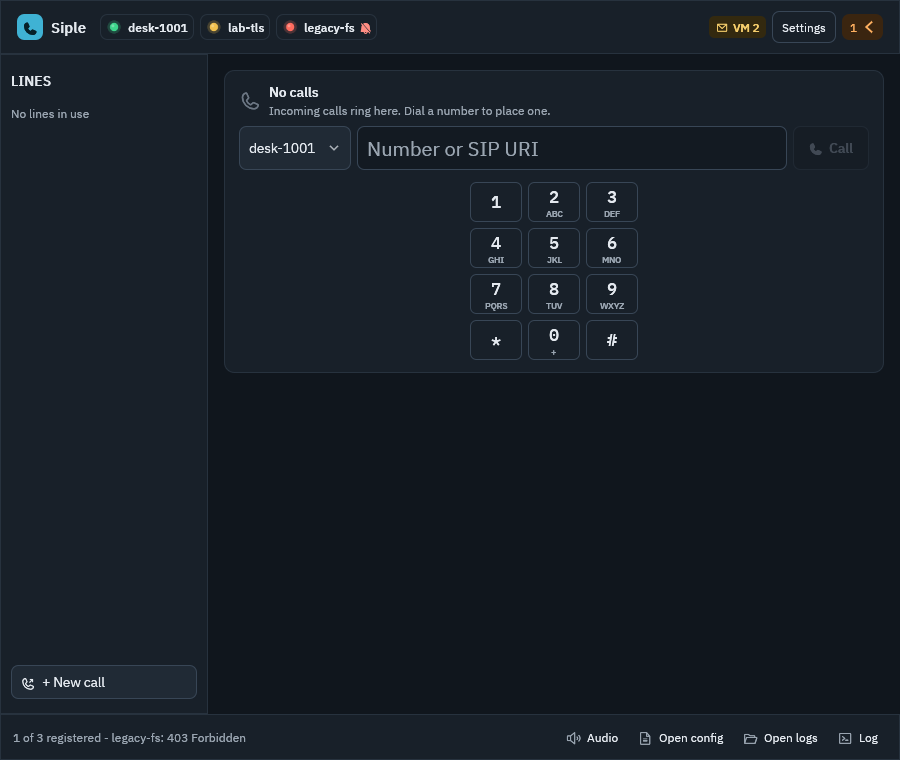 Siple
desk-1001
lab-tls
legacy-fs
VM 2
Settings
1
LINES
No lines in use
No calls
Incoming calls ring here. Dial a number to place one.
desk-1001
Number or SIP URI
Call
1
2
ABC
3
DEF
4
GHI
5
JKL
6
MNO
7
PQRS
8
TUV
9
WXYZ
*
0
+
#
+ New call
1 of 3 registered - legacy-fs: 403 Forbidden
Audio
Open config
Open logs
Log